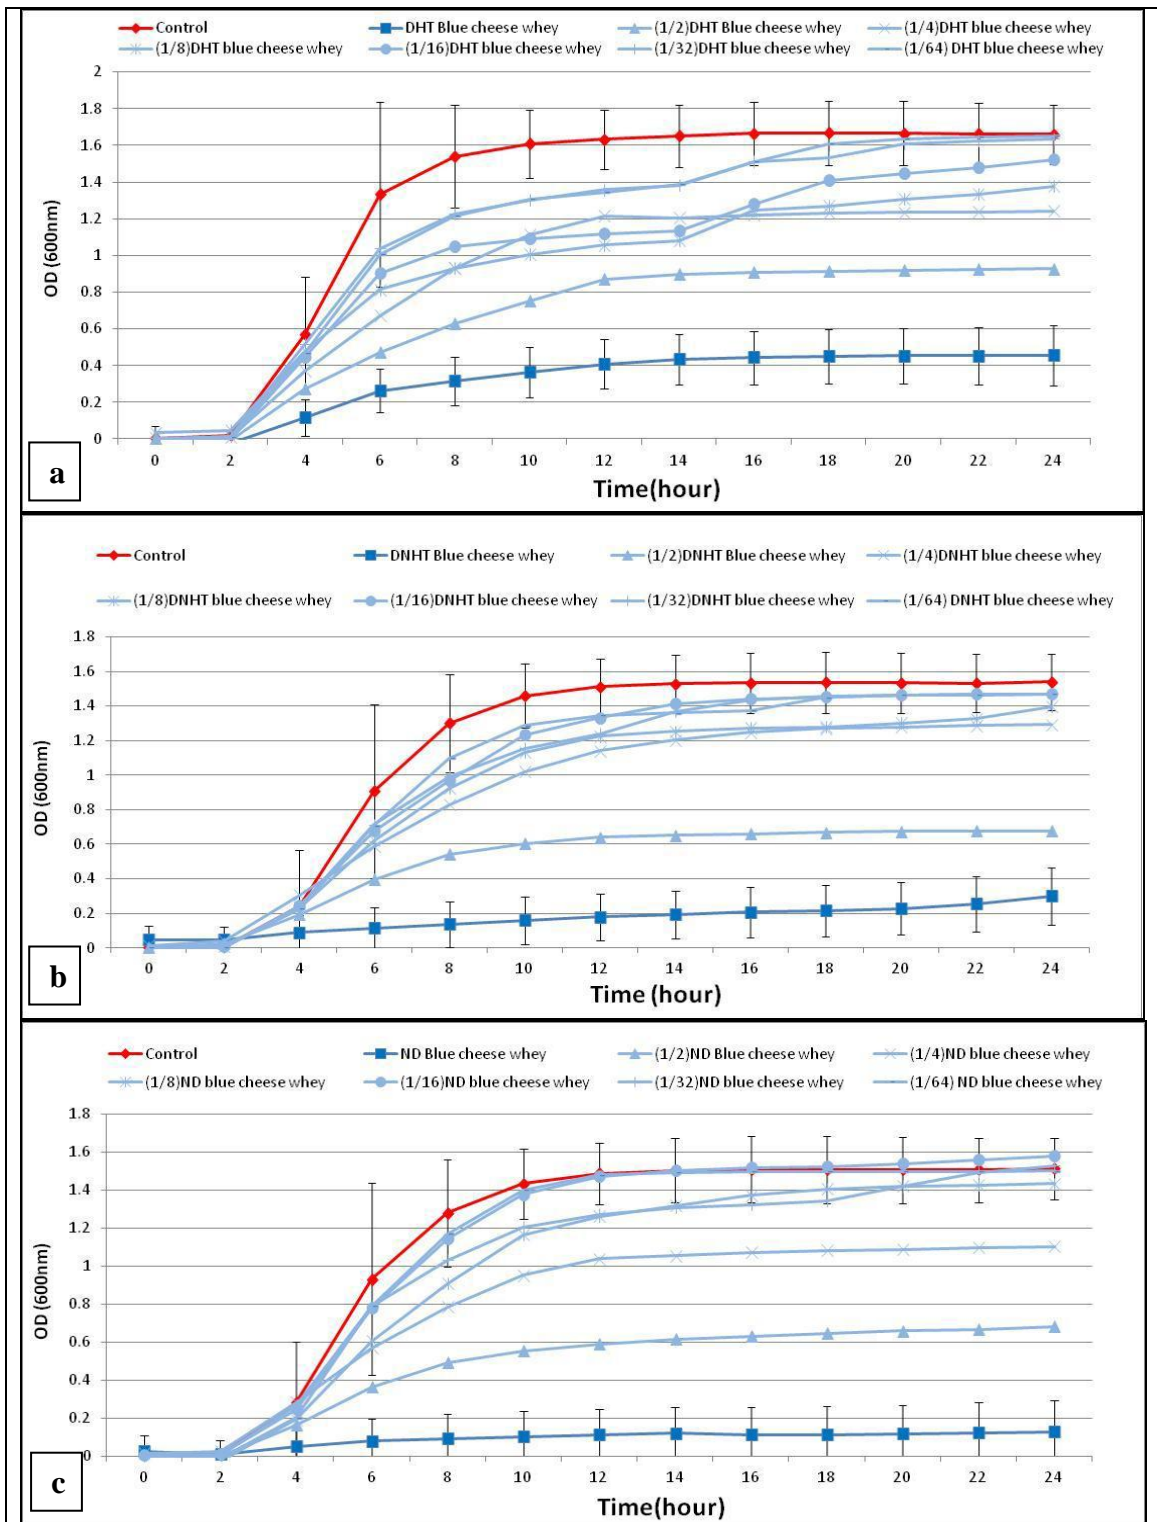 Control DHT Blue cheese whey (1/2)DHT Blue cheese whey (1/4)DHT blue cheese whey
(1/8)DHT blue cheese whey (1/16)DHT blue cheese whey (1/32)DHT blue cheese whey (1/64) DHT blue cheese whey
2
1.8
1.6
1.4
1.2
1
0.8
0.6
0.4
0.2
0
OD (600nm)
0 2 4 6 8 10 12 14 16 18 20 22 24
Time(hour)
a
Control DNHT Blue cheese whey (1/2)DNHT Blue cheese whey (1/4)DNHT blue cheese whey
(1/8)DNHT blue cheese whey (1/16)DNHT blue cheese whey (1/32)DNHT blue cheese whey (1/64) DNHT blue cheese whey
1.8
1.6
1.4
1.2
1
0.8
0.6
0.4
0.2
0
OD (600nm)
0 2 4 6 8 10 12 14 16 18 20 22 24
Time (hour)
b
Control ND Blue cheese whey (1/2)ND Blue cheese whey (1/4)ND blue cheese whey
(1/8)ND blue cheese whey (1/16)ND blue cheese whey (1/32)ND blue cheese whey (1/64) ND blue cheese whey
1.8
1.6
1.4
1.2
1
0.8
0.6
0.4
0.2
0
OD (600nm)
0 2 4 6 8 10 12 14 16 18 20 22 24
Time(hour)
c